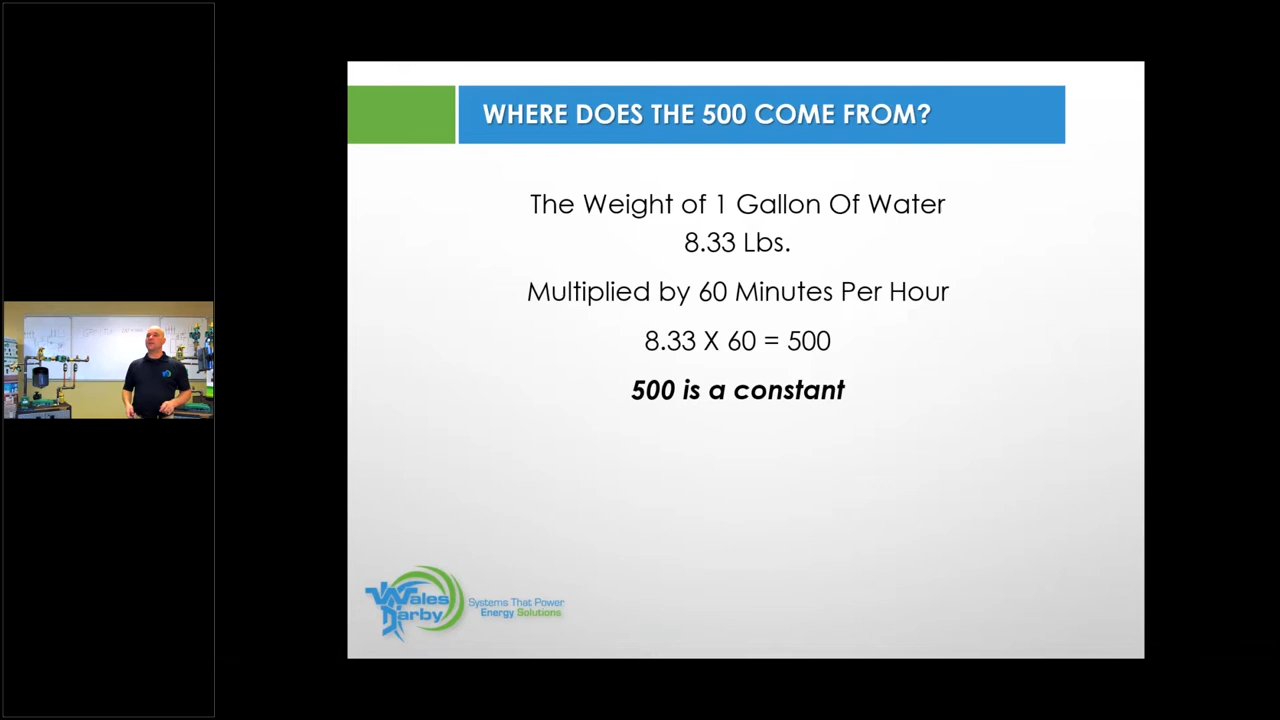 WHERE DOES THE 500 COME FROM?
The Weight of 1 Gallon Of Water
8.33 Lbs.
Multiplied by 60 Minutes Per Hour
8.33 X 60 = 500
500 is a constant
Wales
Darby
Systems That Power
Energy Solutions